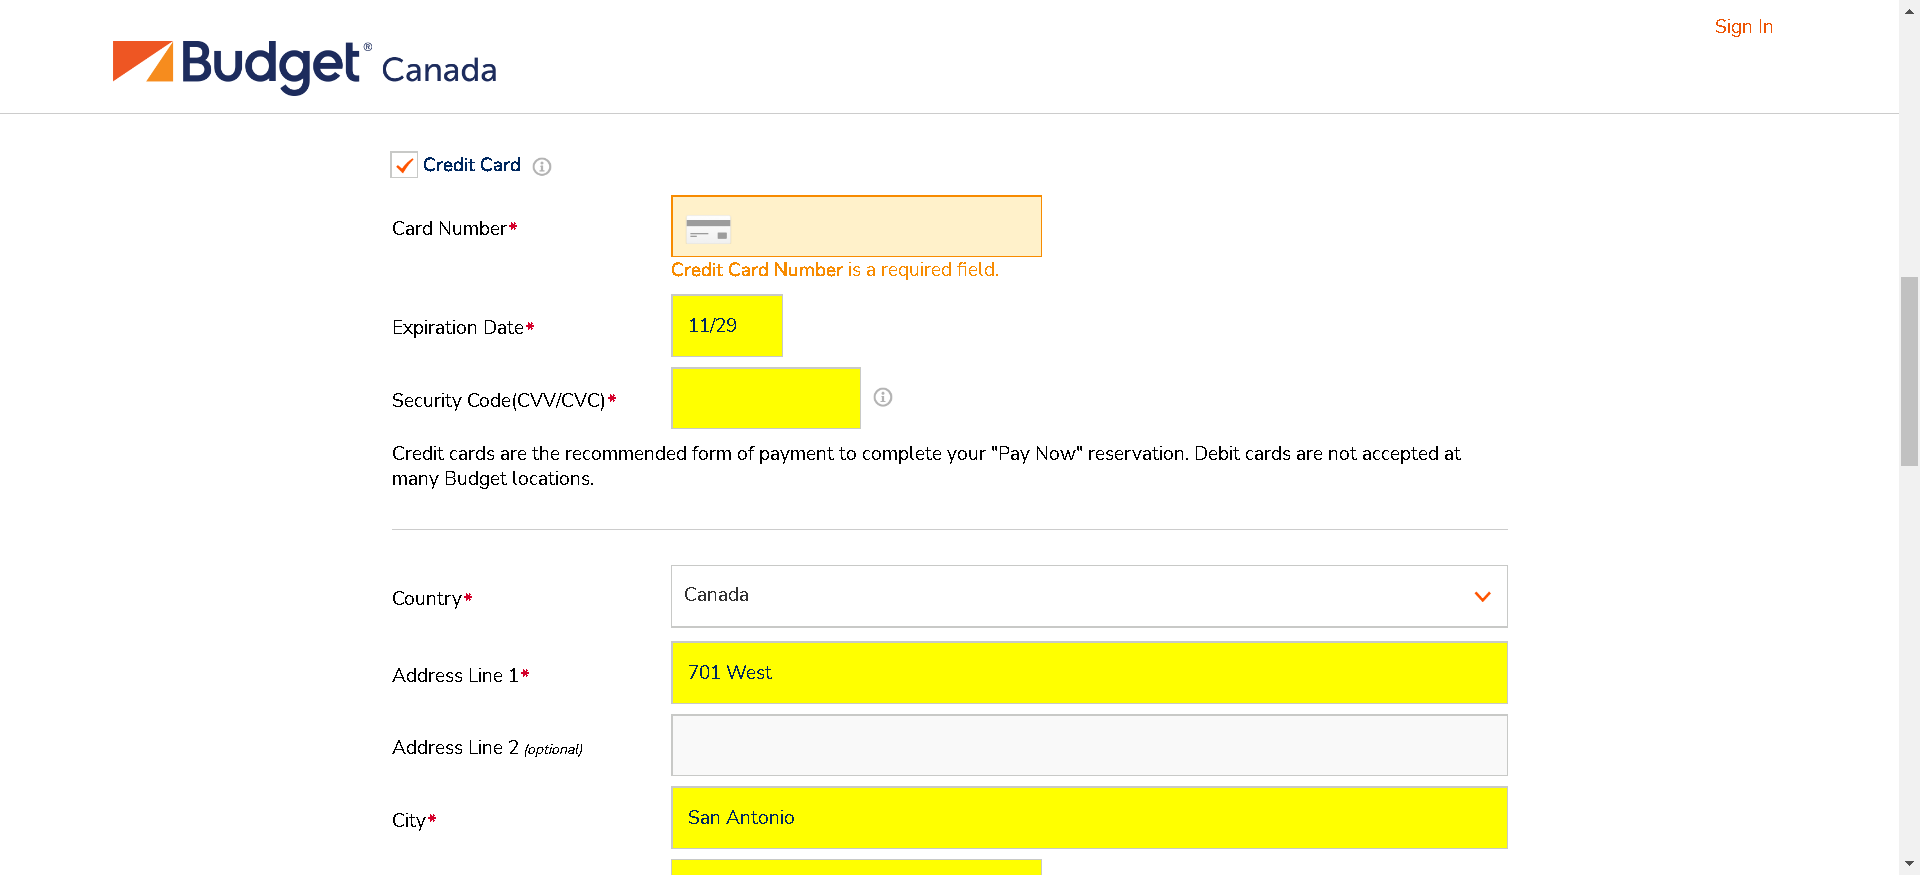 Sign In
Budget® Canada
Credit Card
Card Number*
Credit Card Number is a required field.
Expiration Date*
11/29
Security Code(CVV/CVC)*
Credit cards are the recommended form of payment to complete your "Pay Now" reservation. Debit cards are not accepted at
many Budget locations.
Country*
Canada
Address Line 1*
701 West
Address Line 2 (optional)
City*
San Antonio